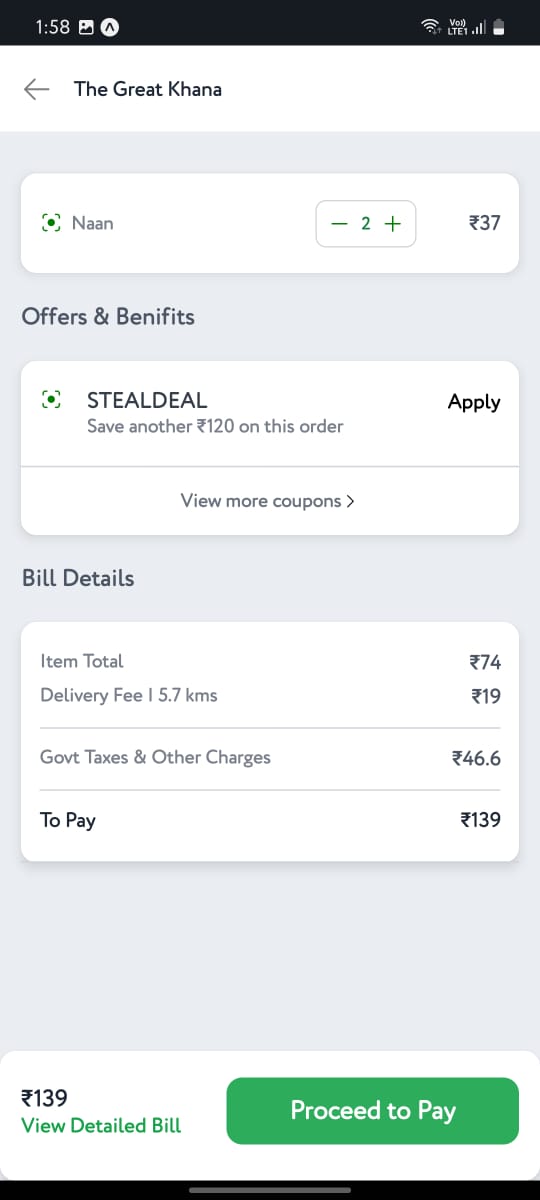 1:58
Vo))
LTE1
The Great Khana
Naan
2
₹37
Offers & Benifits
STEALDEAL
Apply
Save another ₹120 on this order
View more coupons
Bill Details
Item Total ₹74
Delivery Fee | 5.7 kms ₹19
Govt Taxes & Other Charges ₹46.6
To Pay ₹139
₹139
View Detailed Bill
Proceed to Pay